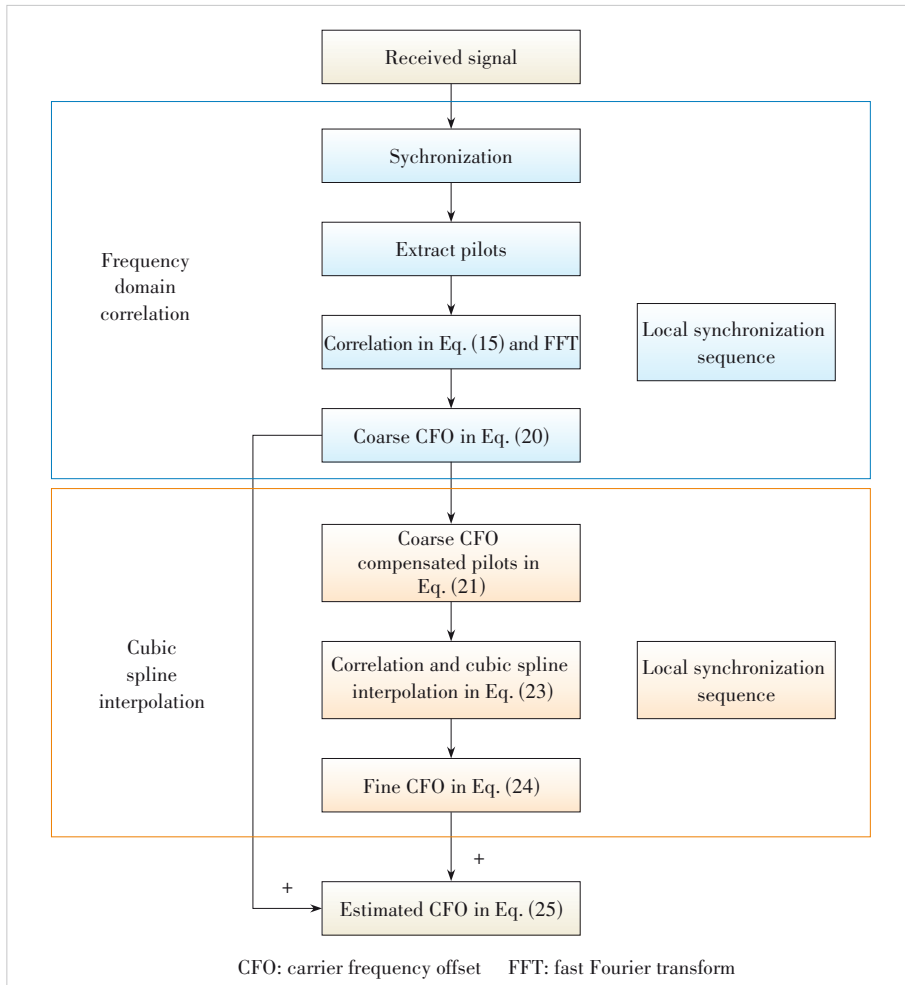 Received signal
Sychronization
Extract pilots
Frequency
domain
correlation
Correlation in Eq. (15) and FFT
Local synchronization
sequence
Coarse CFO in Eq. (20)
Coarse CFO
compensated pilots in
Eq. (21)
Cubic
spline
interpolation
Correlation and cubic spline
interpolation in Eq. (23)
Local synchronization
sequence
Fine CFO in Eq. (24)
+
+
Estimated CFO in Eq. (25)
CFO: carrier frequency offset FFT: fast Fourier transform